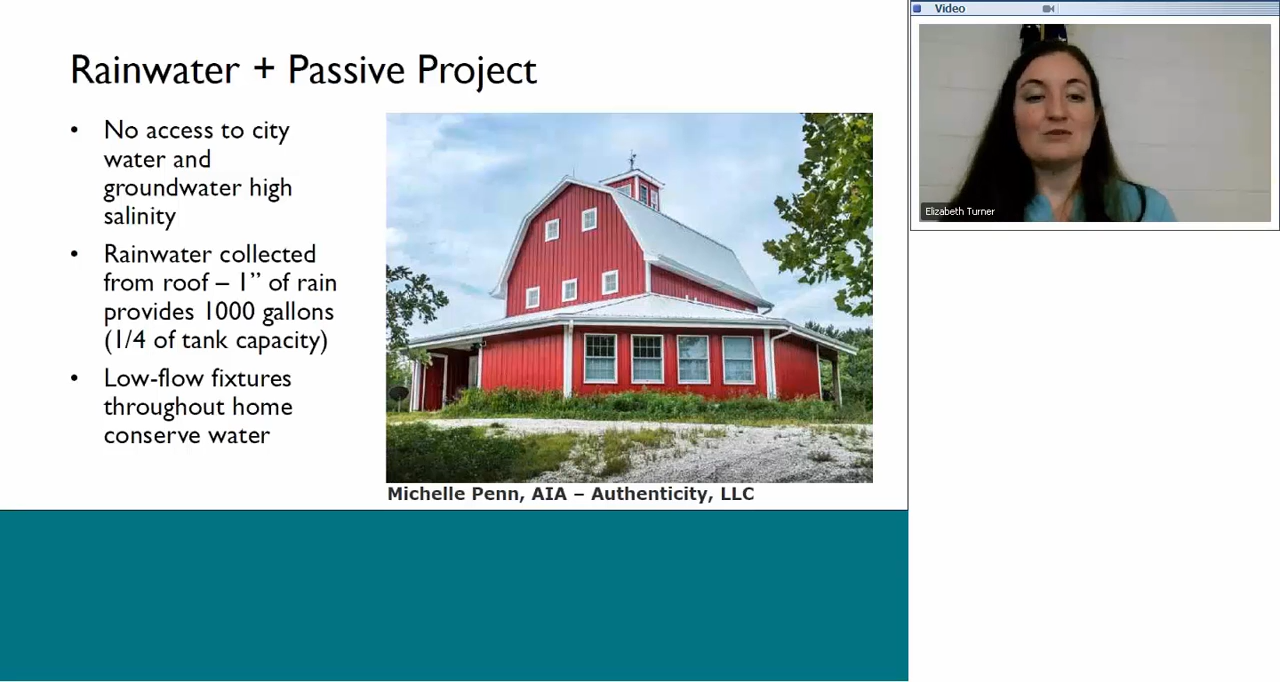 Rainwater + Passive Project
• No access to city
water and
groundwater high
salinity
• Rainwater collected
from roof – 1” of rain
provides 1000 gallons
(1/4 of tank capacity)
• Low-flow fixtures
throughout home
conserve water
Michelle Penn, AIA – Authenticity, LLC
Video
Elizabeth Turner